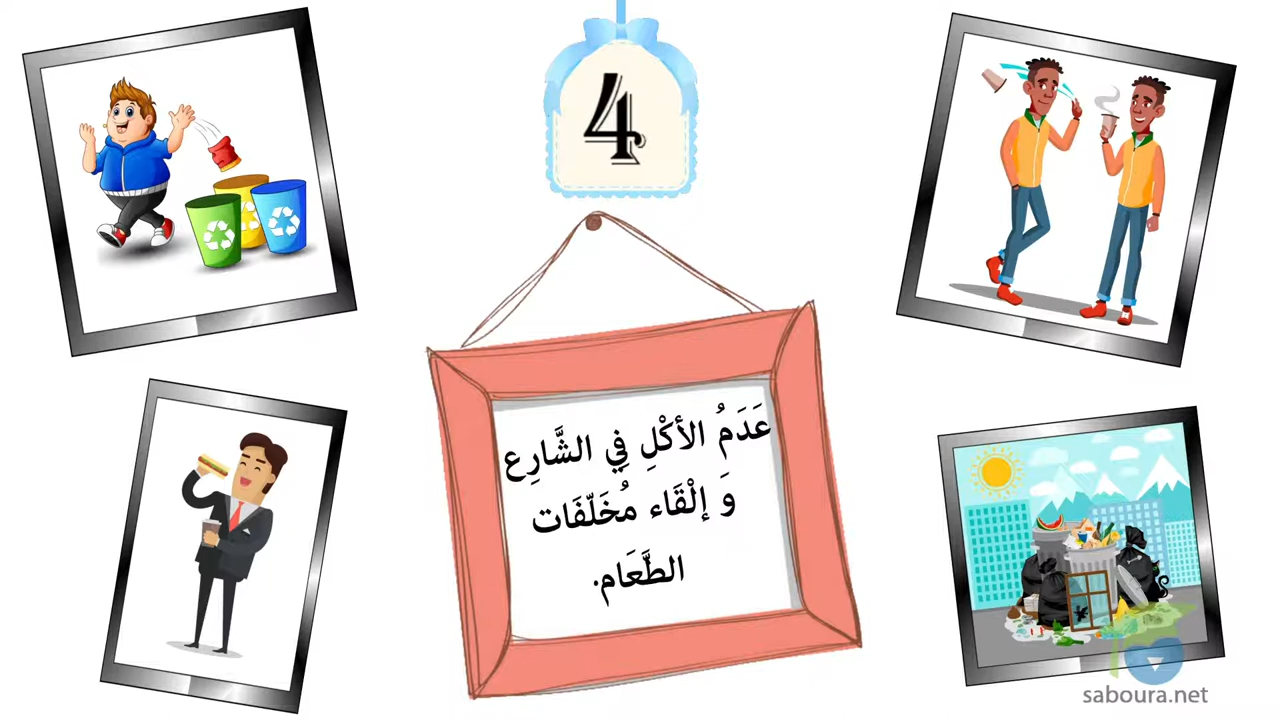 4
عَدَمُ الأكْلِ فِي الشَّارِع
وَ إلْقَاء مُخَلّفَات
الطَّعَام.
saboura.net